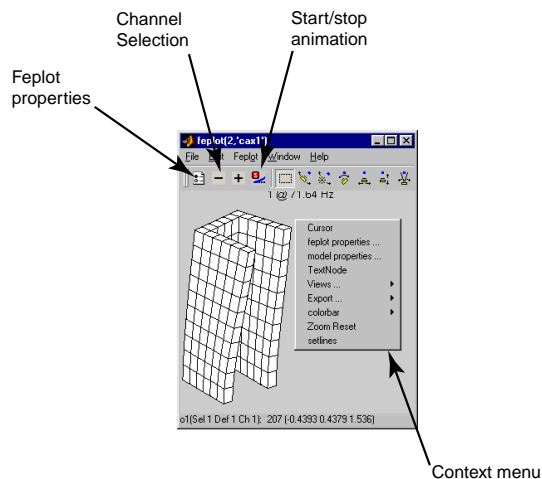 Channel
Selection
Start/stop
animation
Feplot
properties
feplot(2,'cax1')
File Edit Feplot Window Help
1 @ 71.64 Hz
Cursor
feplot properties ...
model properties ...
TextNode
Views ...
Export ...
colorbar
Zoom Reset
setlines
o1(Sel 1 Def 1 Ch 1): 207 (-0.4393 0.4379 1.536)
Context menu